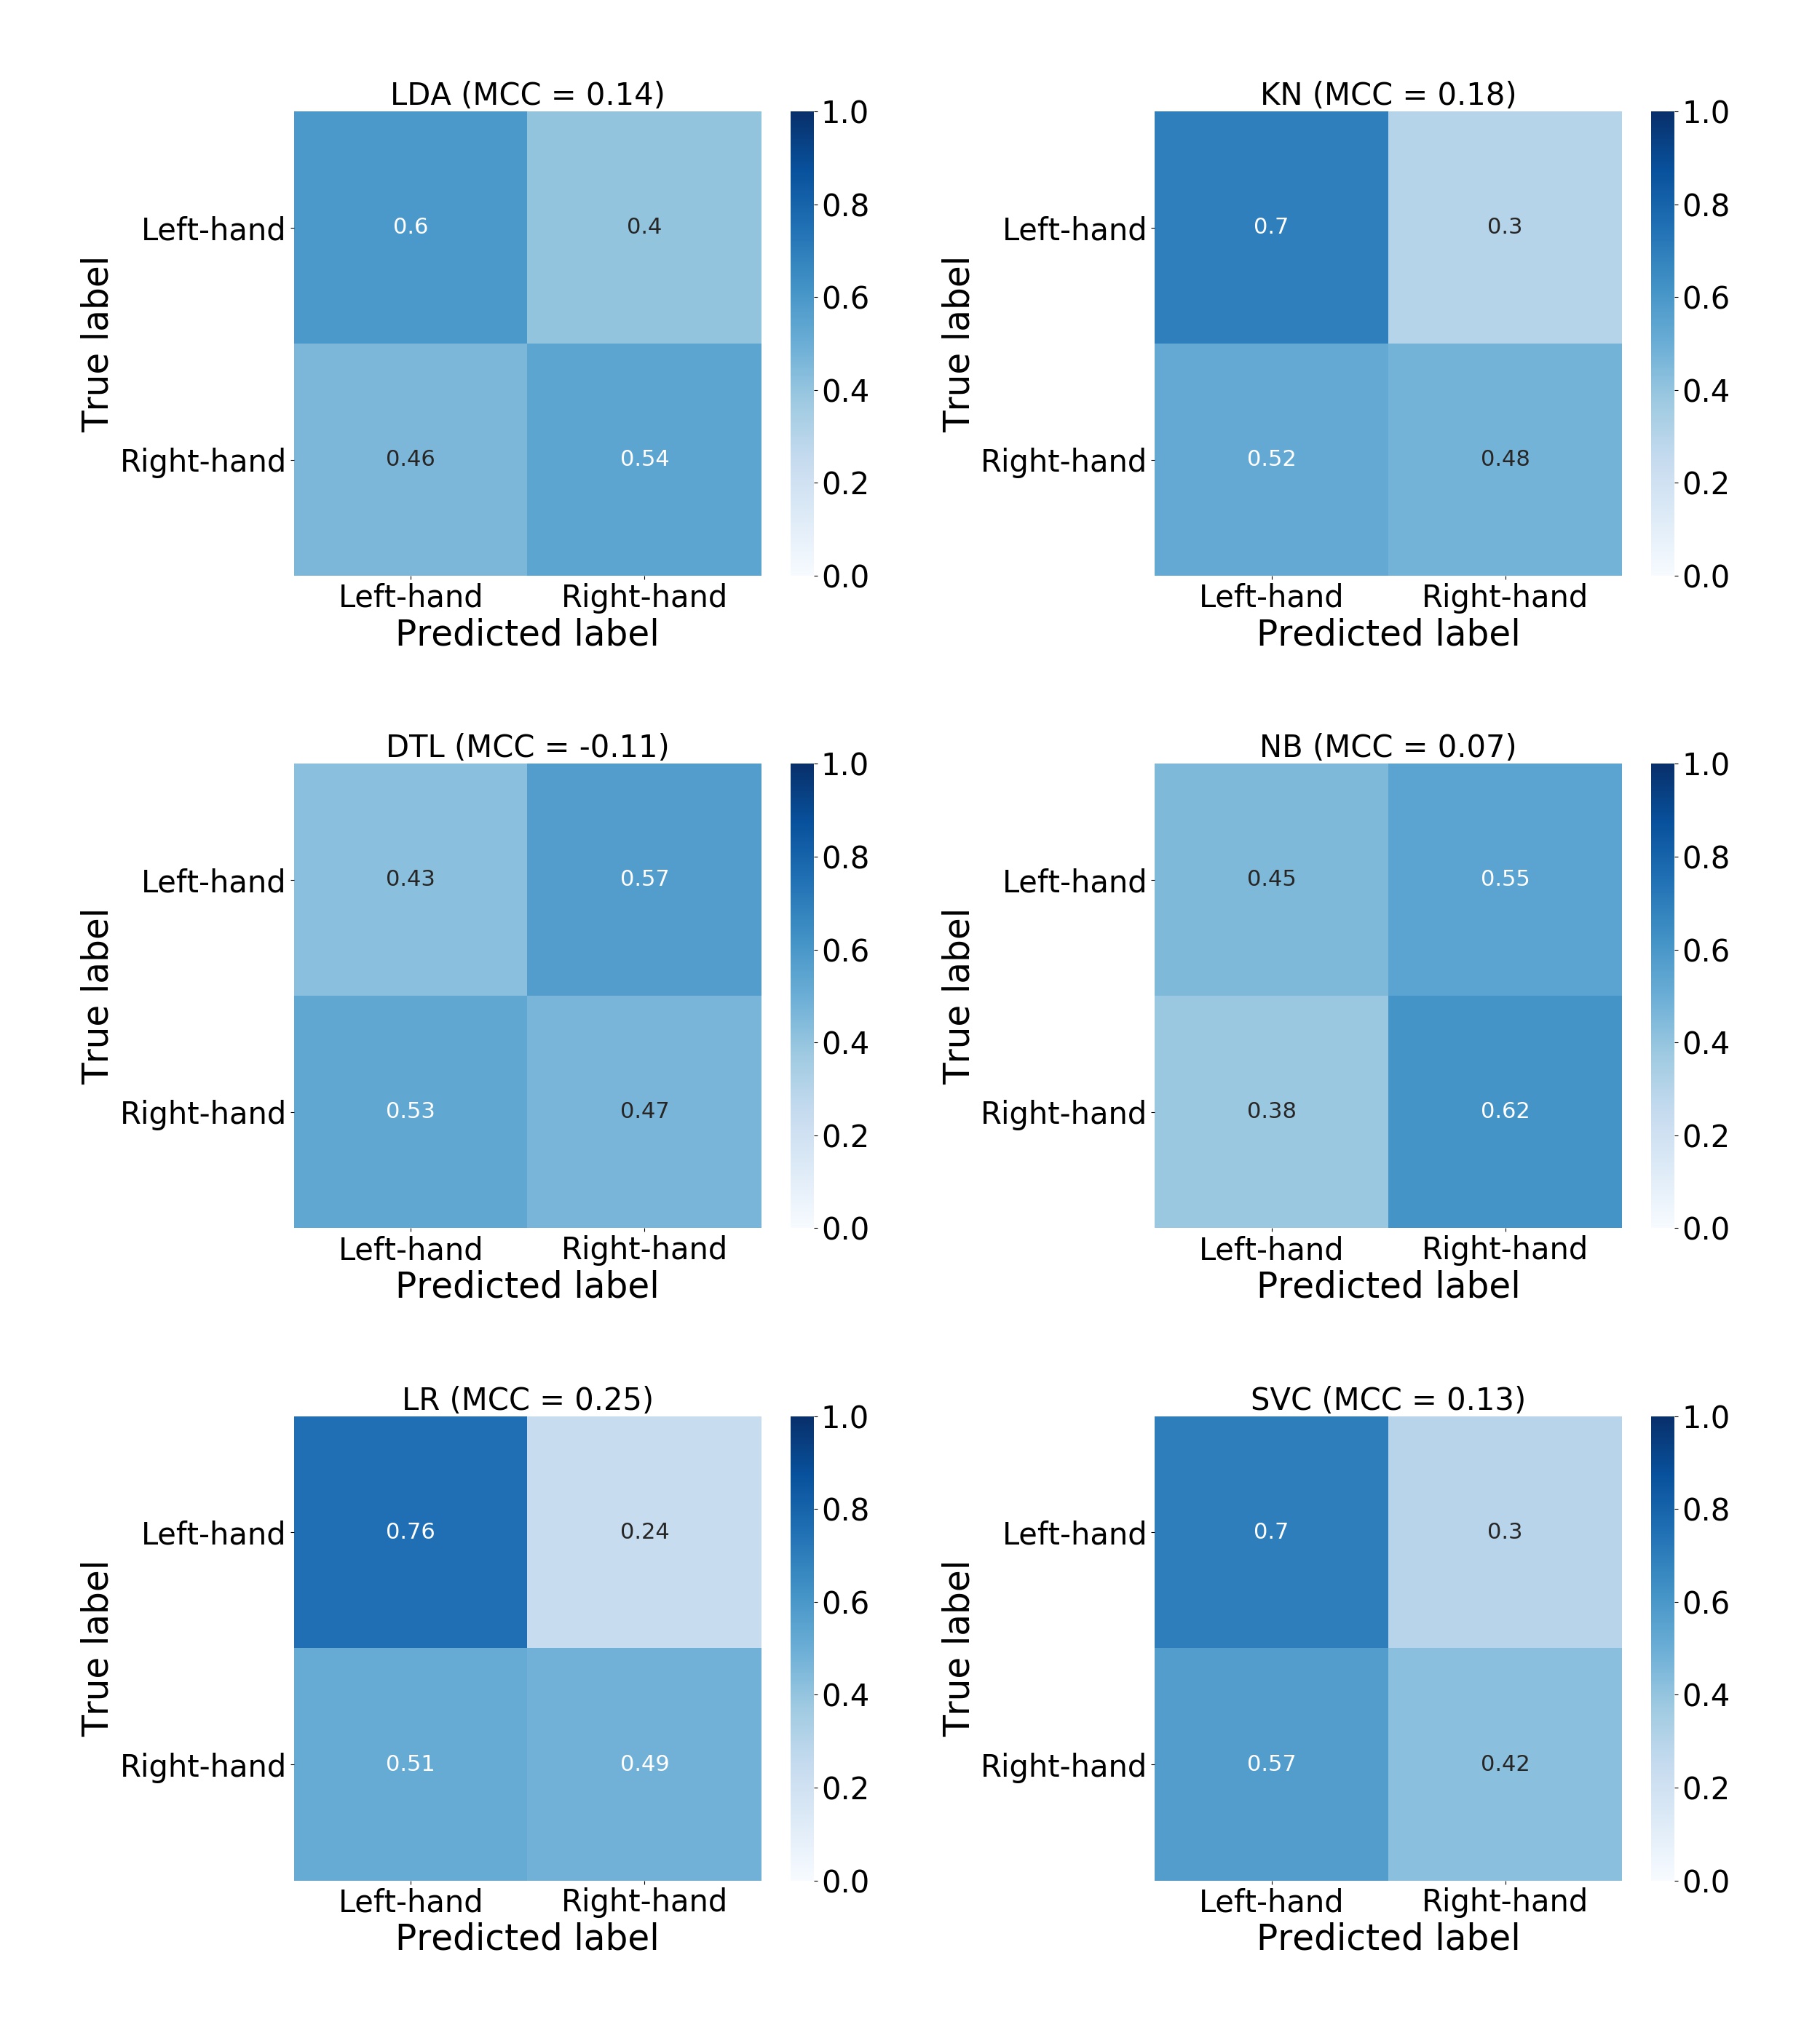 LDA (MCC = 0.14)
True label
Left-hand
Right-hand
0.6 0.4
0.46 0.54
Left-hand Right-hand
Predicted label
1.0
0.8
0.6
0.4
0.2
0.0
KN (MCC = 0.18)
True label
Left-hand
Right-hand
0.7 0.3
0.52 0.48
Left-hand Right-hand
Predicted label
1.0
0.8
0.6
0.4
0.2
0.0
DTL (MCC = -0.11)
True label
Left-hand
Right-hand
0.43 0.57
0.53 0.47
Left-hand Right-hand
Predicted label
1.0
0.8
0.6
0.4
0.2
0.0
NB (MCC = 0.07)
True label
Left-hand
Right-hand
0.45 0.55
0.38 0.62
Left-hand Right-hand
Predicted label
1.0
0.8
0.6
0.4
0.2
0.0
LR (MCC = 0.25)
True label
Left-hand
Right-hand
0.76 0.24
0.51 0.49
Left-hand Right-hand
Predicted label
1.0
0.8
0.6
0.4
0.2
0.0
SVC (MCC = 0.13)
True label
Left-hand
Right-hand
0.7 0.3
0.57 0.42
Left-hand Right-hand
Predicted label
1.0
0.8
0.6
0.4
0.2
0.0